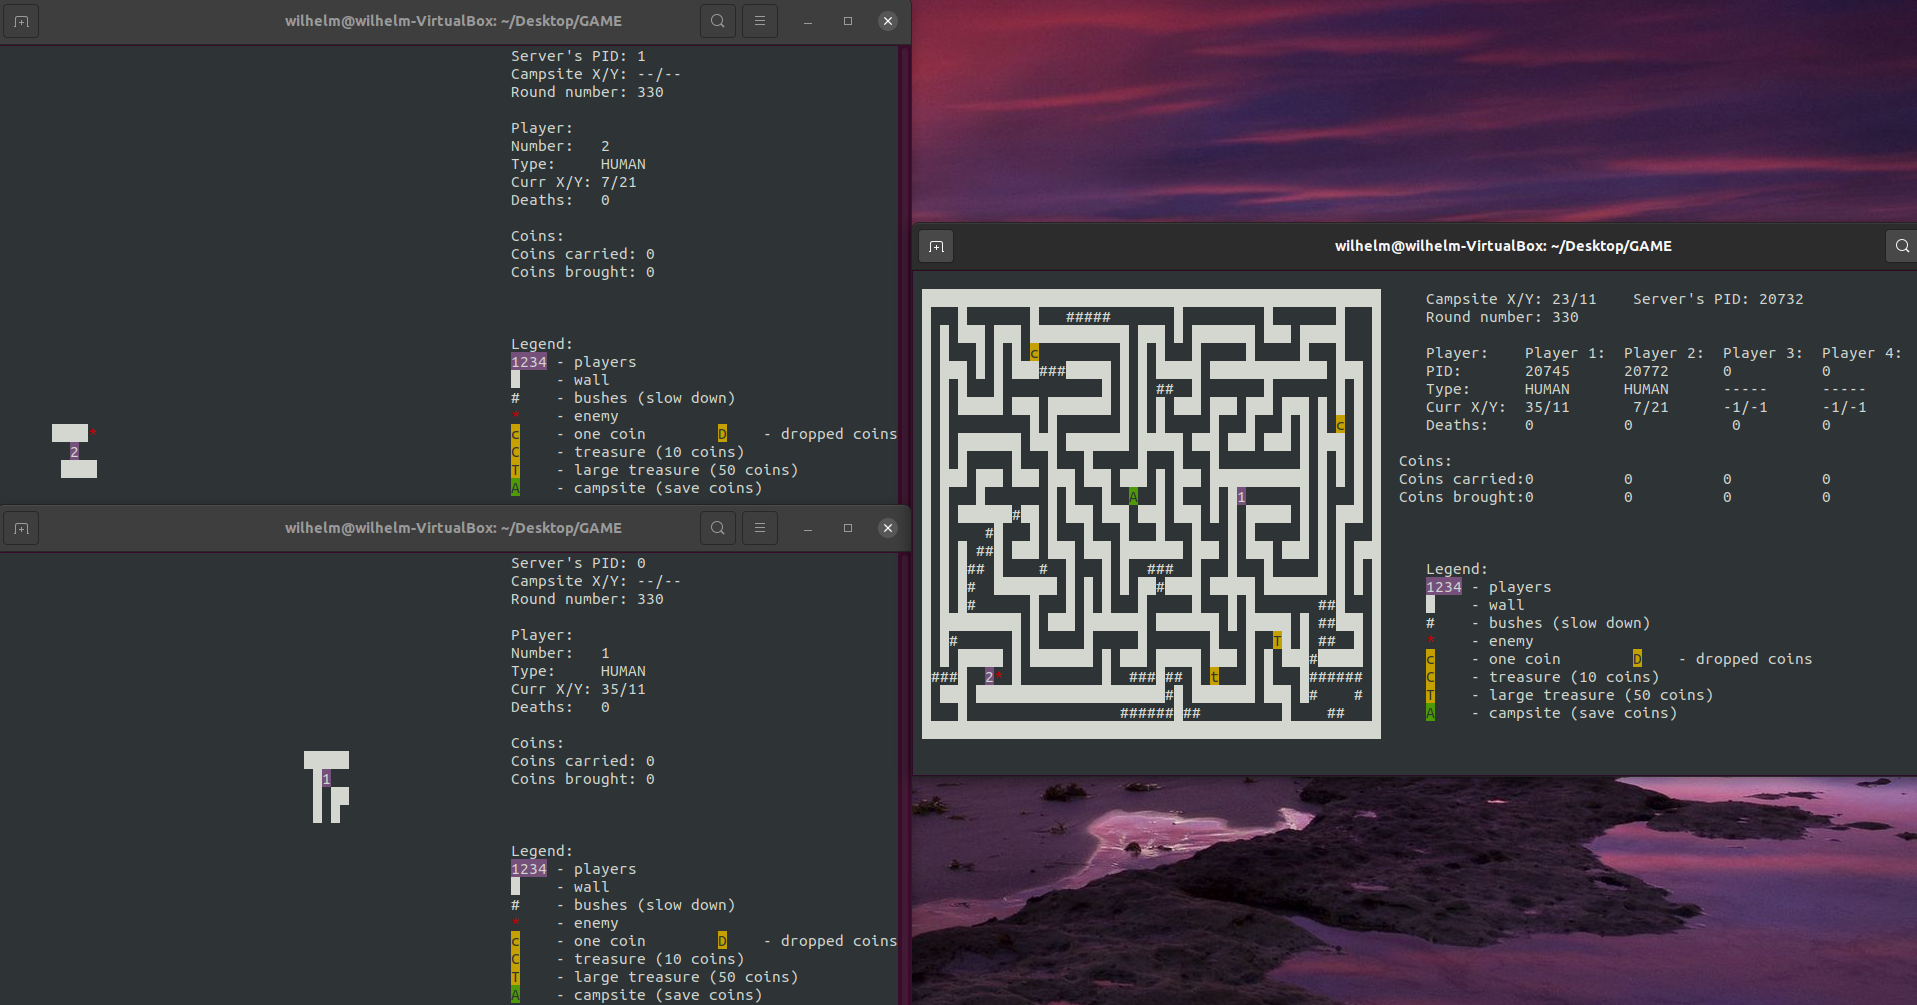 wilhelm@wilhelm-VirtualBox: ~/Desktop/GAME
Server's PID: 1
Campsite X/Y: --/--
Round number: 330
Player:
Number:   2
Type:     HUMAN
Curr X/Y: 7/21
Deaths:   0
Coins:
Coins carried: 0
Coins brought: 0
Legend:
1234 - players
- wall
#    - bushes (slow down)
*    - enemy
c    - one coin        D    - dropped coins
C    - treasure (10 coins)
T    - large treasure (50 coins)
A    - campsite (save coins)
*
2
wilhelm@wilhelm-VirtualBox: ~/Desktop/GAME
Server's PID: 0
Campsite X/Y: --/--
Round number: 330
Player:
Number:   1
Type:     HUMAN
Curr X/Y: 35/11
Deaths:   0
Coins:
Coins carried: 0
Coins brought: 0
Legend:
1234 - players
- wall
#    - bushes (slow down)
*    - enemy
c    - one coin        D    - dropped coins
C    - treasure (10 coins)
T    - large treasure (50 coins)
A    - campsite (save coins)
1
wilhelm@wilhelm-VirtualBox: ~/Desktop/GAME
#####
c
###
##
c
A 1
#
#
##
## # ###
# #
# ##
##
# T ##
#
### 2* ### ## t ######
# # #
###### ## ##
Campsite X/Y: 23/11    Server's PID: 20732
Round number: 330
Player:    Player 1:  Player 2:  Player 3:  Player 4:
PID:       20745      20772      0          0
Type:      HUMAN      HUMAN      -----      -----
Curr X/Y:  35/11       7/21      -1/-1      -1/-1
Deaths:    0          0           0         0
Coins:
Coins carried:0          0          0          0
Coins brought:0          0          0          0
Legend:
1234 - players
- wall
#    - bushes (slow down)
*    - enemy
c    - one coin        D    - dropped coins
C    - treasure (10 coins)
T    - large treasure (50 coins)
A    - campsite (save coins)